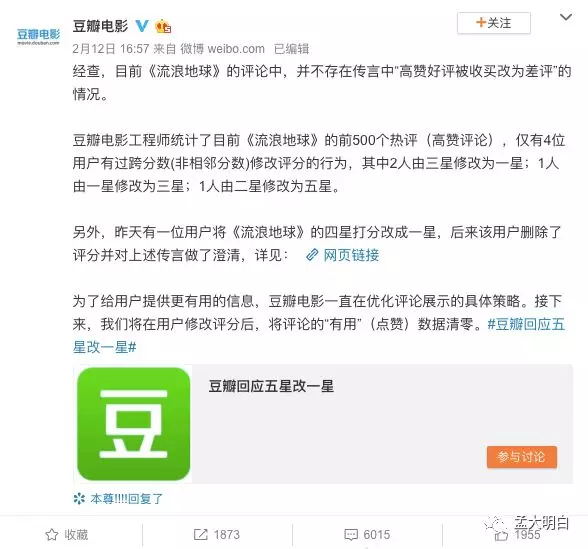 豆瓣电影
movie.douban.com
豆瓣电影
+关注
2月12日 16:57 来自 微博 weibo.com 已编辑
经查，目前《流浪地球》的评论中，并不存在传言中“高赞好评被收买改为差评”的
情况。
豆瓣电影工程师统计了目前《流浪地球》的前500个热评（高赞评论），仅有4位
用户有过跨分数(非相邻分数)修改评分的行为，其中2人由三星修改为一星；1人
由一星修改为三星；1人由二星修改为五星。
另外，昨天有一位用户将《流浪地球》的四星打分改成一星，后来该用户删除了
评分并对上述传言做了澄清，详见： 网页链接
为了给用户提供更有用的信息，豆瓣电影一直在优化评论展示的具体策略。接下
来，我们将在用户修改评分后，将评论的“有用”（点赞）数据清零。#豆瓣回应五
星改一星#
豆
豆瓣回应五星改一星
参与讨论
本尊!!!!回复了
收藏 1873 6015 1955
孟大明白